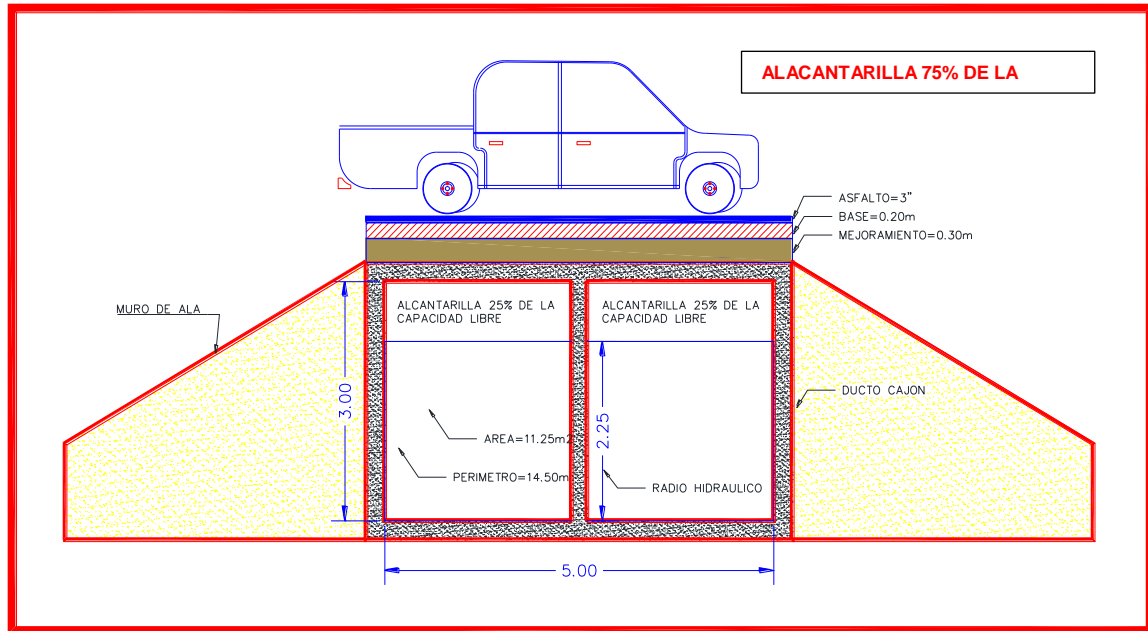 ALACANTARILLA 75% DE LA
ASFALTO=3"
BASE=0.20m
MEJORAMIENTO=0.30m
MURO DE ALA
ALCANTARILLA 25% DE LA
CAPACIDAD LIBRE
ALCANTARILLA 25% DE LA
CAPACIDAD LIBRE
3.00
2.25
DUCTO CAJON
AREA=11.25m2
PERIMETRO=14.50m
RADIO HIDRAULICO
5.00